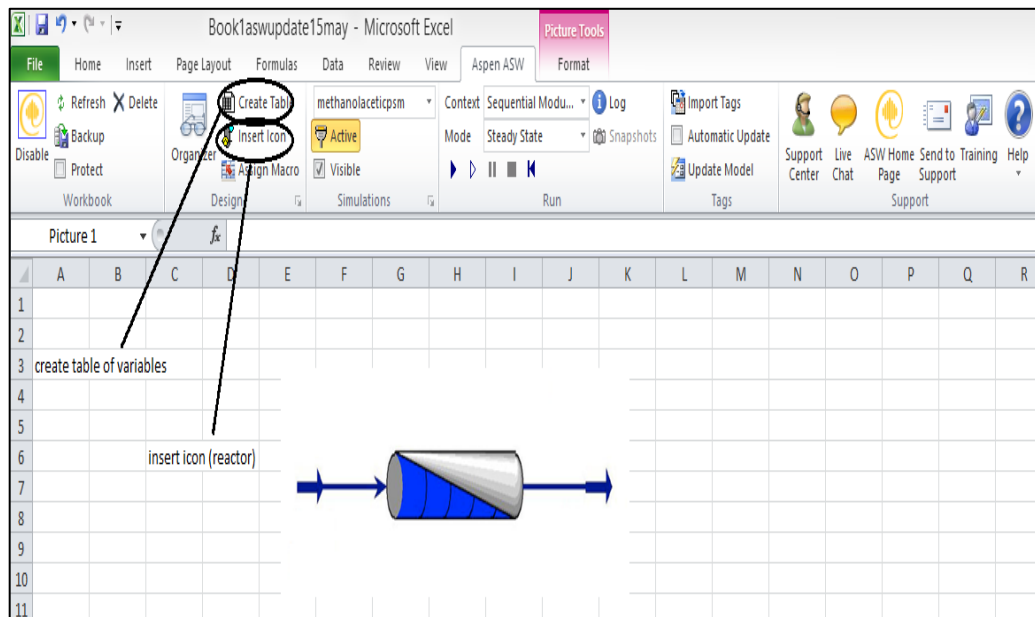 Book1aswupdate15may - Microsoft Excel
Picture Tools
File Home Insert Page Layout Formulas Data Review View Aspen ASW Format
Refresh Delete
Backup
Protect
Disable
Workbook
Organizer
Create Table
Insert Icon
Assign Macro
Design
methanolaceticpsm
Active
Visible
Simulations
Context Sequential Modu... Log
Mode Steady State Snapshots
Run
Import Tags
Automatic Update
Update Model
Tags
Support Center
Live Chat
ASW Home Page
Send to Support
Training
Help
Support
Picture 1 fx
A B C D E F G H I J K L M N O P Q R
1
2
3 create table of variables
4
5
6 insert icon (reactor)
7
8
9
10
11